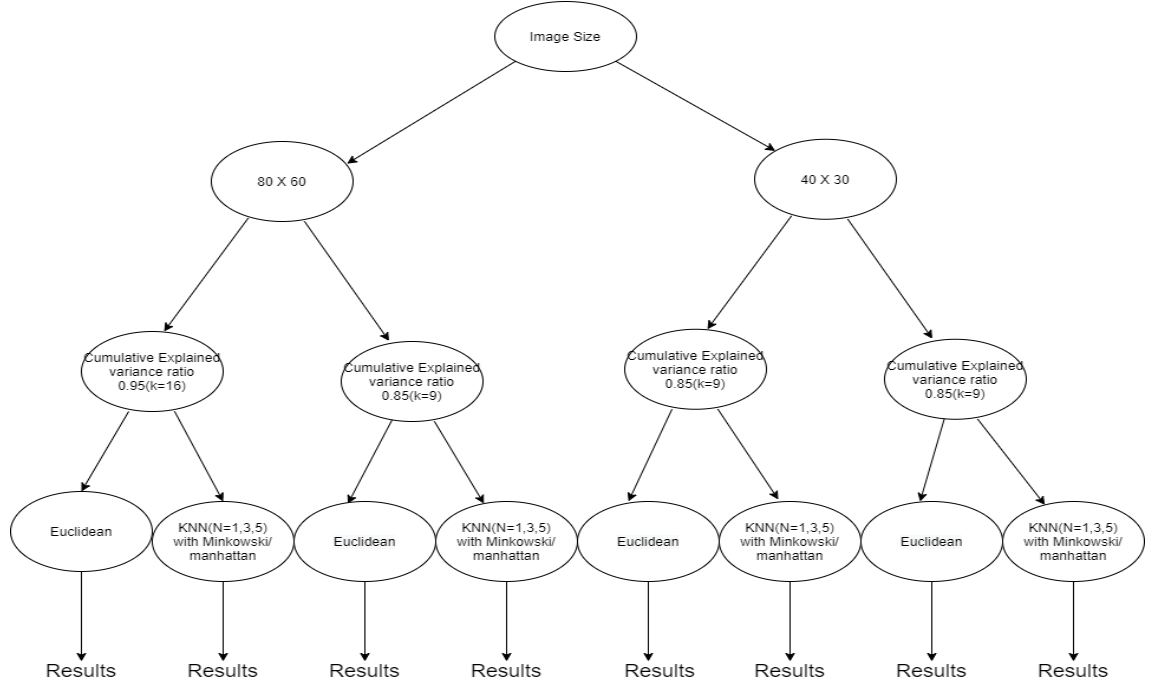 Image Size
80 X 60
40 X 30
Cumulative Explained
variance ratio
0.95(k=16)
Cumulative Explained
variance ratio
0.85(k=9)
Cumulative Explained
variance ratio
0.85(k=9)
Cumulative Explained
variance ratio
0.85(k=9)
Euclidean
KNN(N=1,3,5)
with Minkowski/
manhattan
Euclidean
KNN(N=1,3,5)
with Minkowski/
manhattan
Euclidean
KNN(N=1,3,5)
with Minkowski/
manhattan
Euclidean
KNN(N=1,3,5)
with Minkowski/
manhattan
Results
Results
Results
Results
Results
Results
Results
Results